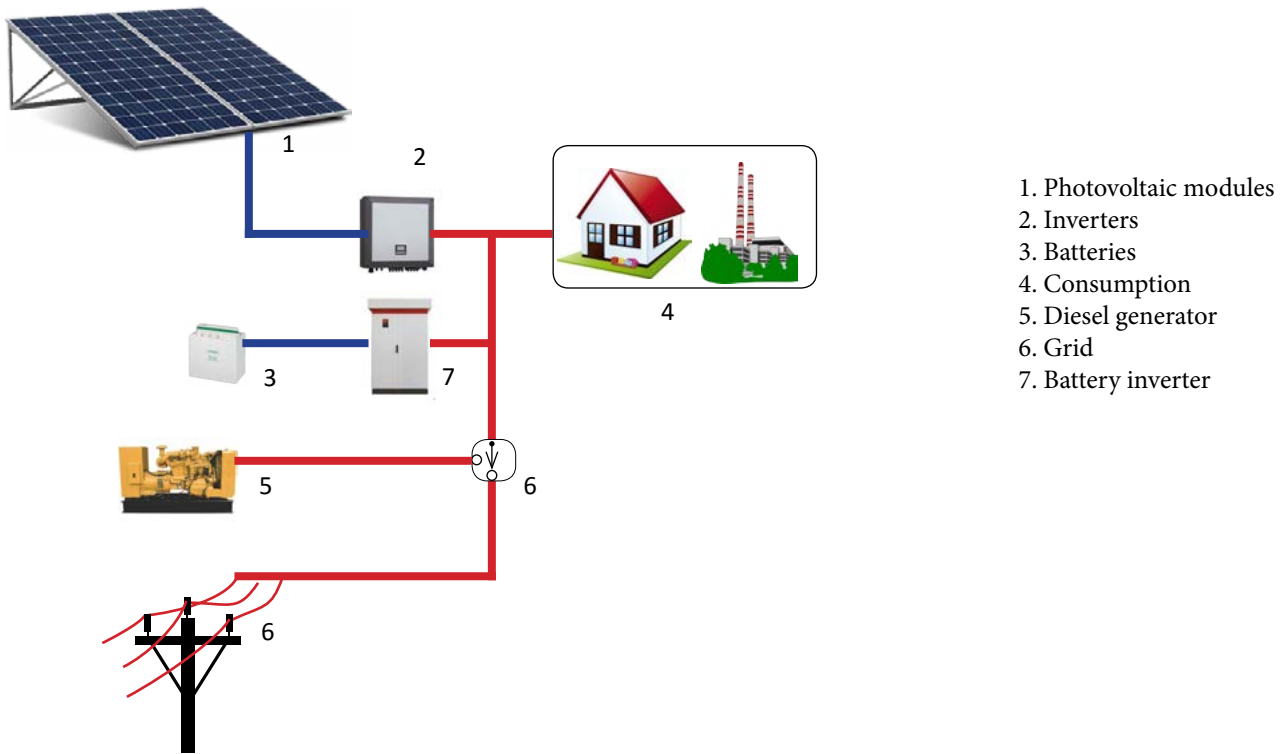 1
2
4
3
7
5
6
6
1. Photovoltaic modules
2. Inverters
3. Batteries
4. Consumption
5. Diesel generator
6. Grid
7. Battery inverter